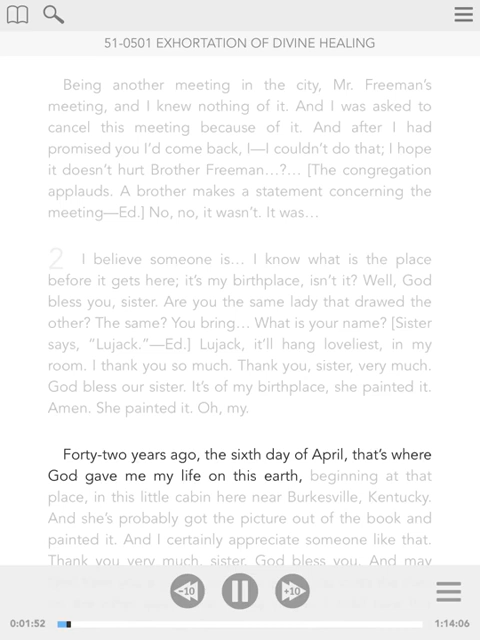 51-0501 EXHORTATION OF DIVINE HEALING
Being another meeting in the city, Mr. Freeman's
meeting, and I knew nothing of it. And I was asked to
cancel this meeting because of it. And after I had
promised you I'd come back, I—I couldn't do that; I hope
it doesn't hurt Brother Freeman...?... [The congregation
applauds. A brother makes a statement concerning the
meeting—Ed.] No, no, it wasn't. It was...
2 I believe someone is... I know what is the place
before it gets here; it's my birthplace, isn't it? Well, God
bless you, sister. Are you the same lady that drawed the
other? The same? You bring... What is your name? [Sister
says, "Lujack."—Ed.] Lujack, it'll hang loveliest, in my
room. I thank you so much. Thank you, sister, very much.
God bless our sister. It's of my birthplace, she painted it.
Amen. She painted it. Oh, my.
Forty-two years ago, the sixth day of April, that's where
God gave me my life on this earth, beginning at that
place, in this little cabin here near Burkesville, Kentucky.
And she's probably got the picture out of the book and
painted it. And I certainly appreciate someone like that.
Thank you very much, sister. God bless you. And may
-10 +10
0:01:52 1:14:06